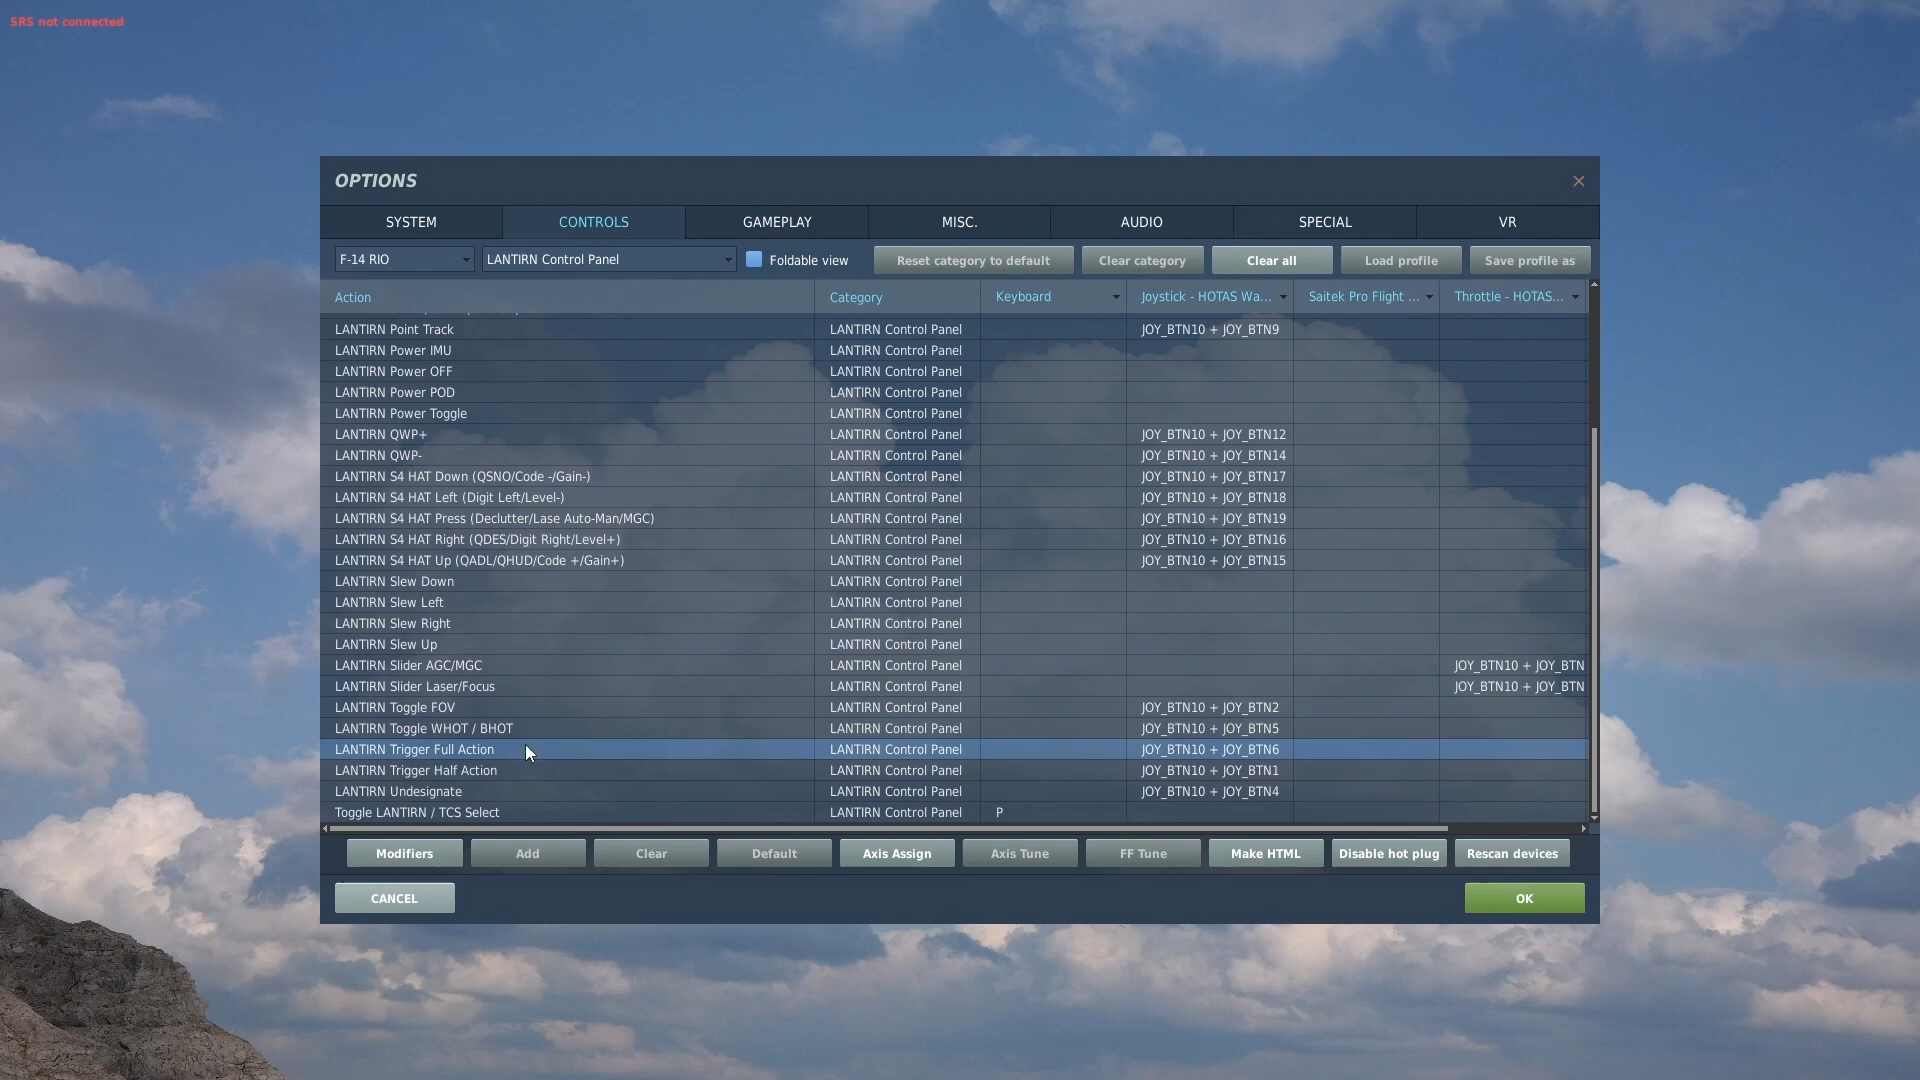 SRS not connected
OPTIONS
SYSTEM CONTROLS GAMEPLAY MISC. AUDIO SPECIAL VR
F-14 RIO LANTIRN Control Panel Foldable view Reset category to default Clear category Clear all Load profile Save profile as
Action Category Keyboard Joystick - HOTAS Wa... Saitek Pro Flight ... Throttle - HOTAS...
LANTIRN Point Track LANTIRN Control Panel JOY_BTN10 + JOY_BTN9
LANTIRN Power IMU LANTIRN Control Panel
LANTIRN Power OFF LANTIRN Control Panel
LANTIRN Power POD LANTIRN Control Panel
LANTIRN Power Toggle LANTIRN Control Panel
LANTIRN QWP+ LANTIRN Control Panel JOY_BTN10 + JOY_BTN12
LANTIRN QWP- LANTIRN Control Panel JOY_BTN10 + JOY_BTN14
LANTIRN S4 HAT Down (QSNO/Code -/Gain-) LANTIRN Control Panel JOY_BTN10 + JOY_BTN17
LANTIRN S4 HAT Left (Digit Left/Level-) LANTIRN Control Panel JOY_BTN10 + JOY_BTN18
LANTIRN S4 HAT Press (Declutter/Lase Auto-Man/MGC) LANTIRN Control Panel JOY_BTN10 + JOY_BTN19
LANTIRN S4 HAT Right (QDES/Digit Right/Level+) LANTIRN Control Panel JOY_BTN10 + JOY_BTN16
LANTIRN S4 HAT Up (QADL/QHUD/Code +/Gain+) LANTIRN Control Panel JOY_BTN10 + JOY_BTN15
LANTIRN Slew Down LANTIRN Control Panel
LANTIRN Slew Left LANTIRN Control Panel
LANTIRN Slew Right LANTIRN Control Panel
LANTIRN Slew Up LANTIRN Control Panel
LANTIRN Slider AGC/MGC LANTIRN Control Panel JOY_BTN10 + JOY_BTN
LANTIRN Slider Laser/Focus LANTIRN Control Panel JOY_BTN10 + JOY_BTN
LANTIRN Toggle FOV LANTIRN Control Panel JOY_BTN10 + JOY_BTN2
LANTIRN Toggle WHOT / BHOT LANTIRN Control Panel JOY_BTN10 + JOY_BTN5
LANTIRN Trigger Full Action LANTIRN Control Panel JOY_BTN10 + JOY_BTN6
LANTIRN Trigger Half Action LANTIRN Control Panel JOY_BTN10 + JOY_BTN1
LANTIRN Undesignate LANTIRN Control Panel JOY_BTN10 + JOY_BTN4
Toggle LANTIRN / TCS Select LANTIRN Control Panel P
Modifiers Add Clear Default Axis Assign Axis Tune FF Tune Make HTML Disable hot plug Rescan devices
CANCEL OK